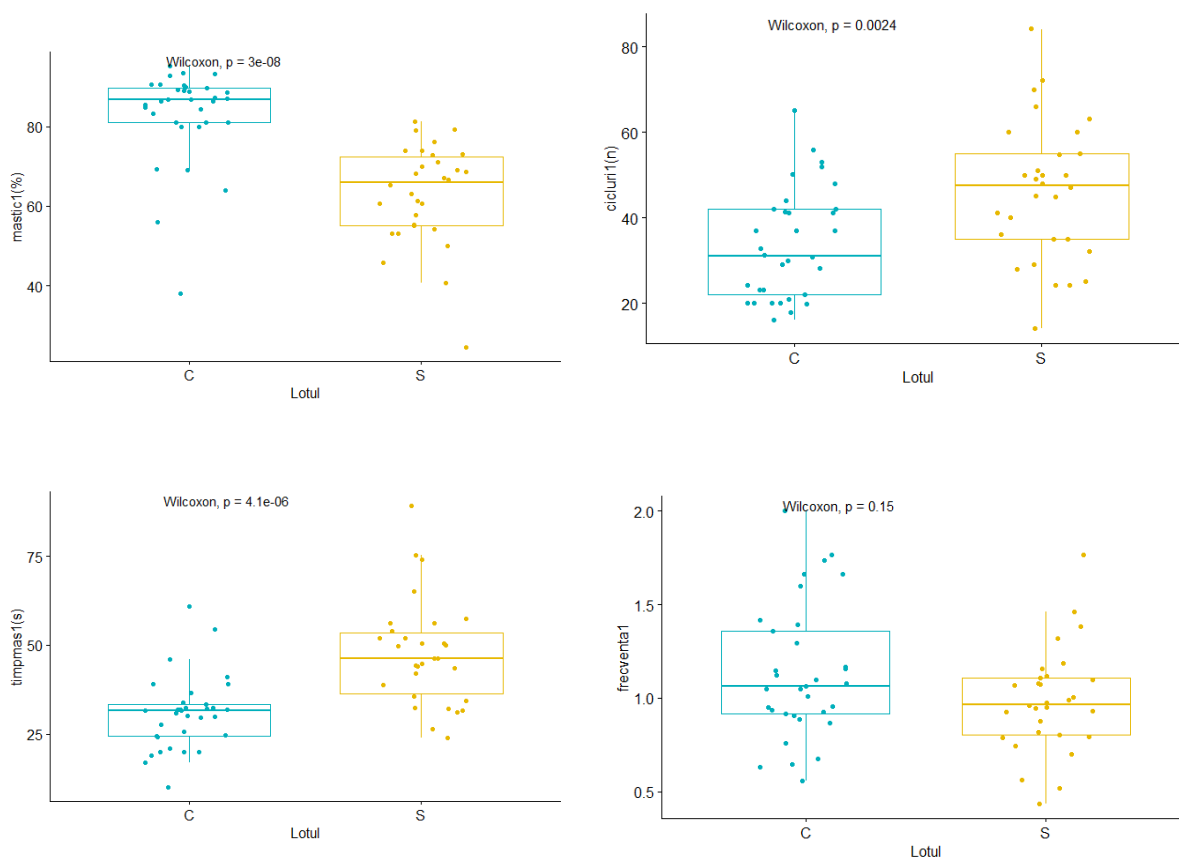 Wilcoxon, p = 3e-08
mastic1(%)
80
60
40
C
S
Lotul
Wilcoxon, p = 0.0024
cicluri1(n)
80
60
40
20
C
S
Lotul
Wilcoxon, p = 4.1e-06
timpmas1(s)
75
50
25
C
S
Lotul
Wilcoxon, p = 0.15
frecventa1
2.0
1.5
1.0
0.5
C
S
Lotul